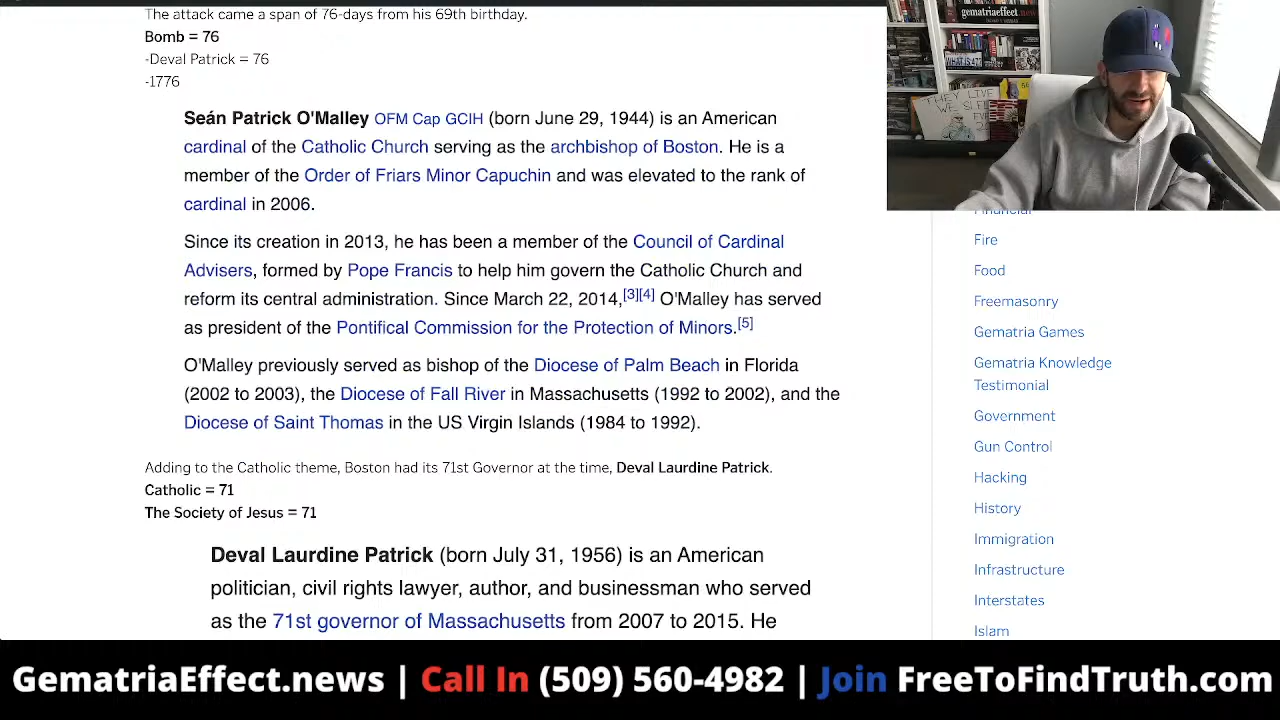 The attack came a span of 76-days from his 69th birthday.
Bomb = 76
-Deval Patrick = 76
-1776
Seán Patrick O'Malley OFM Cap GCIH (born June 29, 1944) is an American
cardinal of the Catholic Church serving as the archbishop of Boston. He is a
member of the Order of Friars Minor Capuchin and was elevated to the rank of
cardinal in 2006.
Since its creation in 2013, he has been a member of the Council of Cardinal
Advisers, formed by Pope Francis to help him govern the Catholic Church and
reform its central administration. Since March 22, 2014,[3][4] O'Malley has served
as president of the Pontifical Commission for the Protection of Minors.[5]
O'Malley previously served as bishop of the Diocese of Palm Beach in Florida
(2002 to 2003), the Diocese of Fall River in Massachusetts (1992 to 2002), and the
Diocese of Saint Thomas in the US Virgin Islands (1984 to 1992).
Adding to the Catholic theme, Boston had its 71st Governor at the time, Deval Laurdine Patrick.
Catholic = 71
The Society of Jesus = 71
Deval Laurdine Patrick (born July 31, 1956) is an American
politician, civil rights lawyer, author, and businessman who served
as the 71st governor of Massachusetts from 2007 to 2015. He
gematriaeffect.news
THEY LIVE
WE SL
Financial
Fire
Food
Freemasonry
Gematria Games
Gematria Knowledge
Testimonial
Government
Gun Control
Hacking
History
Immigration
Infrastructure
Interstates
Islam
GematriaEffect.news | Call In (509) 560-4982 | Join FreeToFindTruth.com